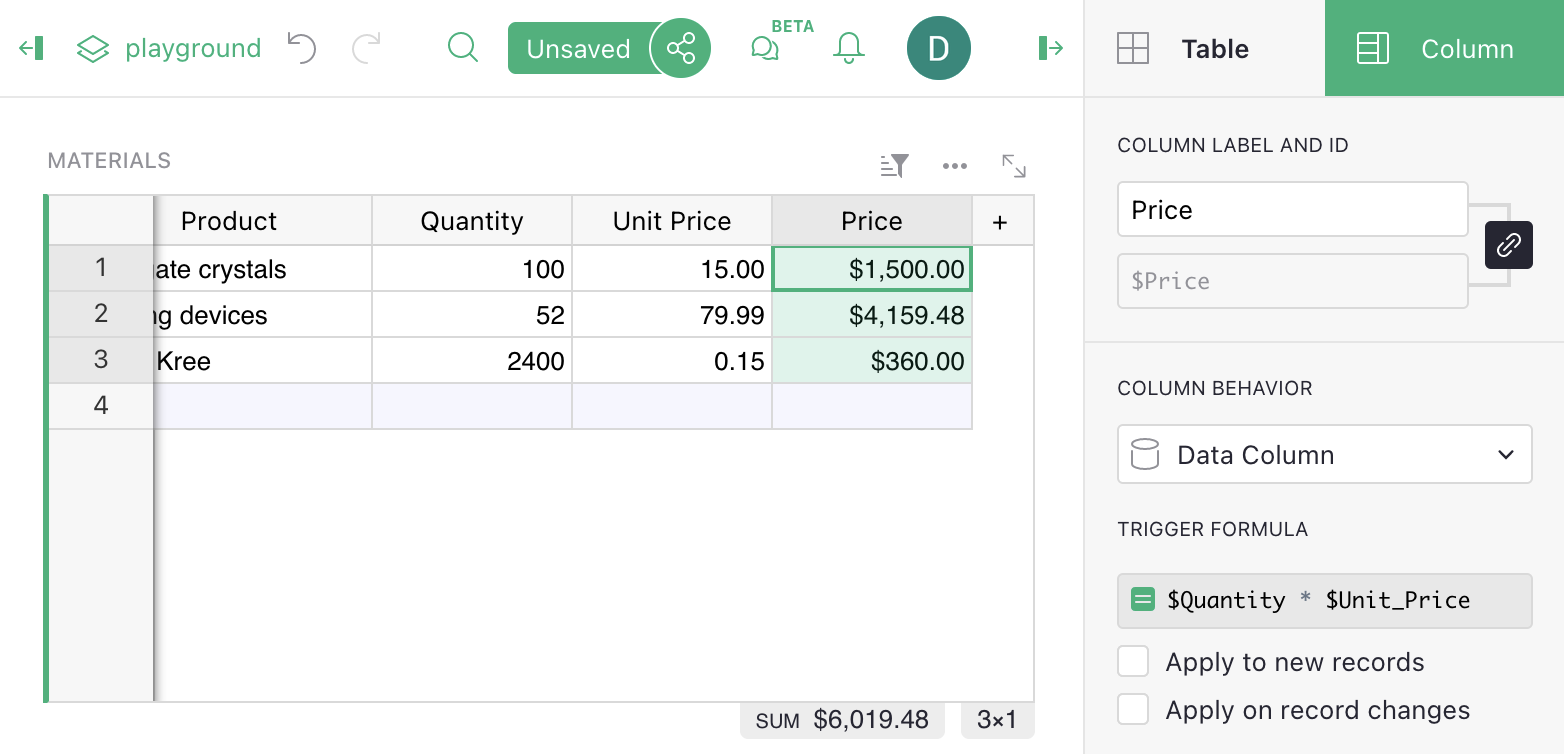 playground Unsaved BETA D Table Column
MATERIALS
Product Quantity Unit Price Price +
1 ate crystals 100 15.00 $1,500.00
2 ng devices 52 79.99 $4,159.48
3 Kree 2400 0.15 $360.00
4
SUM $6,019.48 3×1
COLUMN LABEL AND ID
Price
$Price
COLUMN BEHAVIOR
Data Column
TRIGGER FORMULA
= $Quantity * $Unit_Price
Apply to new records
Apply on record changes